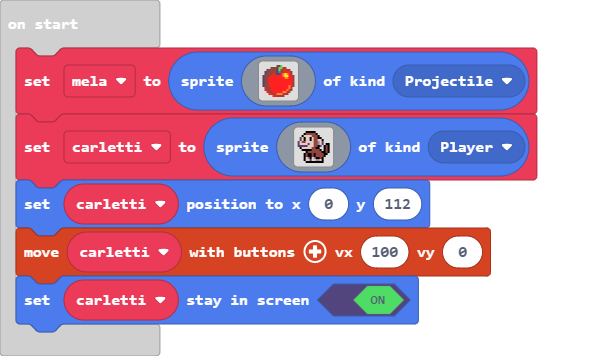 on start
set mela to sprite of kind Projectile
set carletti to sprite of kind Player
set carletti position to x 0 y 112
move carletti with buttons vx 100 vy 0
set carletti stay in screen ON